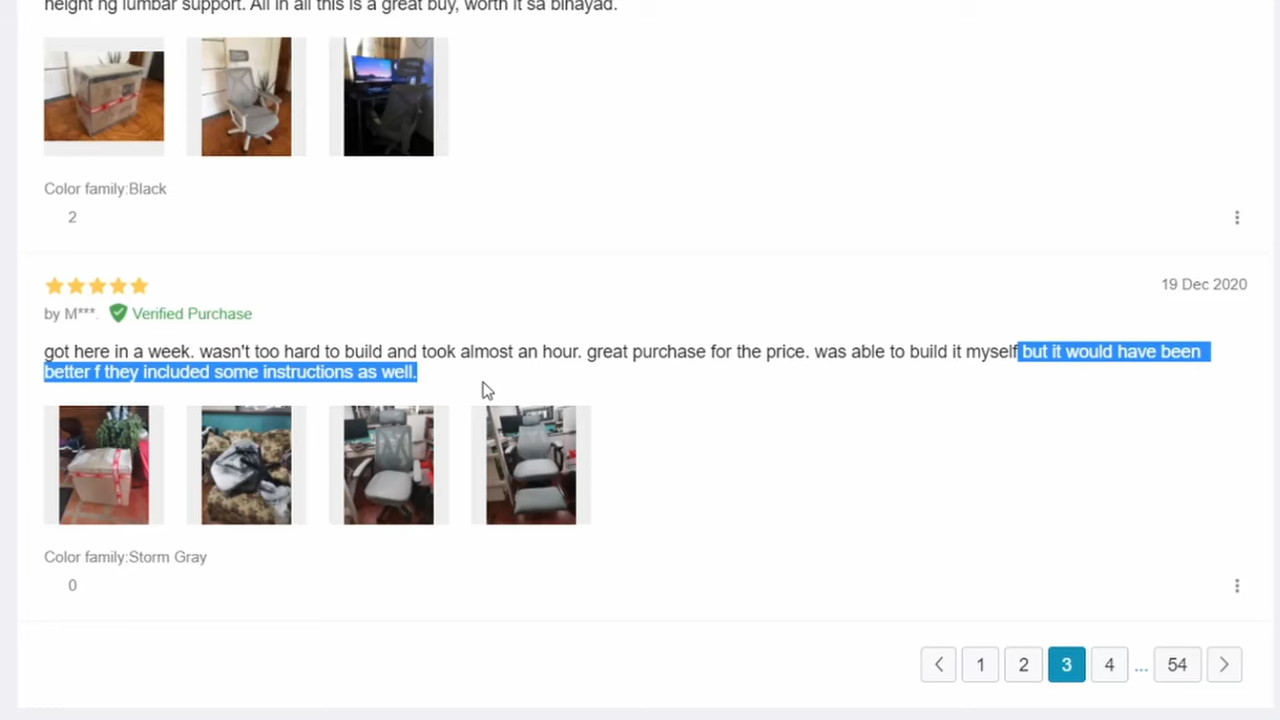 height ng lumbar support. All in all this is a great buy, worth it sa binayad.
Color family:Black
2
19 Dec 2020
by M***. Verified Purchase
got here in a week. wasn't too hard to build and took almost an hour. great purchase for the price. was able to build it myself but it would have been
better f they included some instructions as well.
Color family:Storm Gray
0
1 2 3 4 ... 54